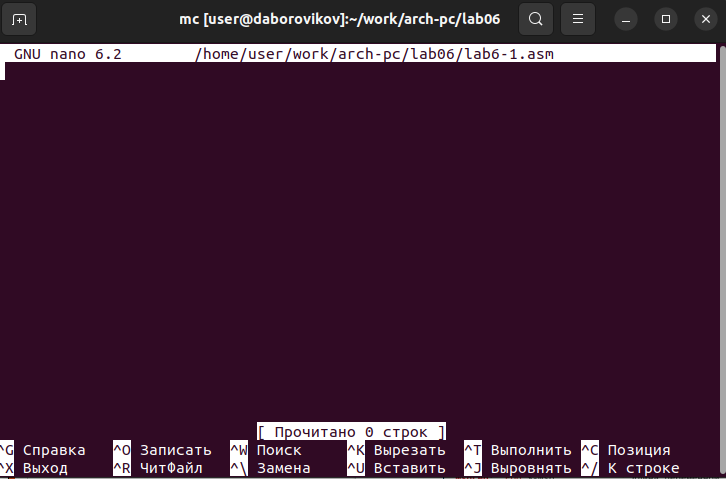 mc [user@daborovikov]:~/work/arch-pc/lab06
GNU nano 6.2 /home/user/work/arch-pc/lab06/lab6-1.asm
[ Прочитано 0 строк ]
^G Справка ^O Записать ^W Поиск ^K Вырезать ^T Выполнить ^C Позиция
^X Выход ^R ЧитФайл ^\ Замена ^U Вставить ^J Выровнять ^/ К строке